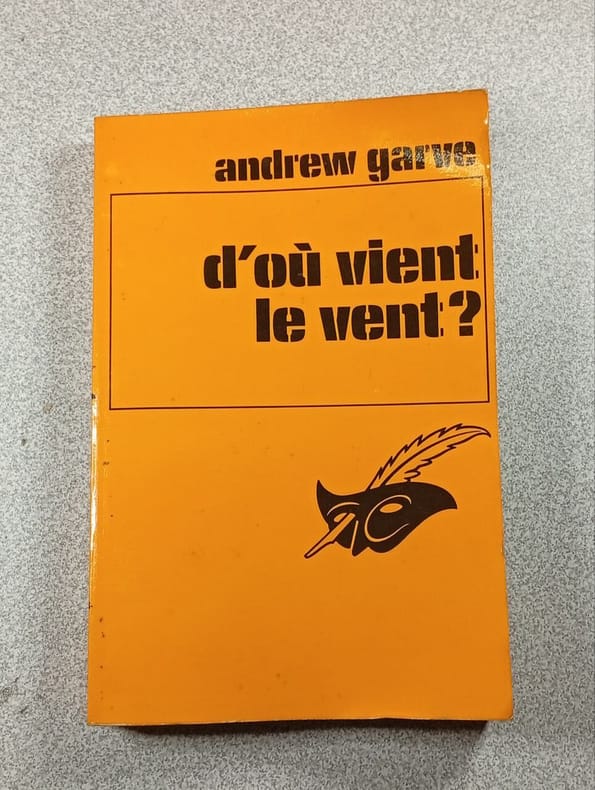 andrew garve
d'où vient
le vent?